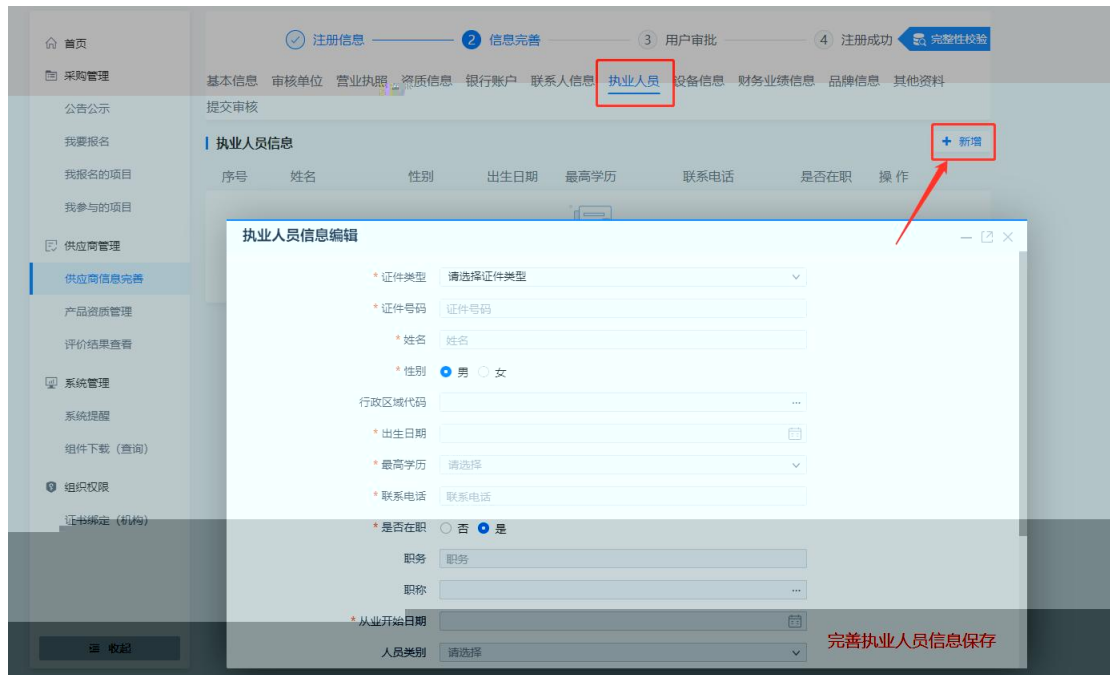 首页
采购管理
公告公示
我要报名
我报名的项目
我参与的项目
供应商管理
供应商信息完善
产品资质管理
评价结果查看
系统管理
系统提醒
组件下载（查询）
组织权限
证书绑定（机构）
收起
注册信息 2 信息完善 3 用户审批 4 注册成功 完整性校验
基本信息 审核单位 营业执照 资质信息 银行账户 联系人信息 执业人员 设备信息 财务业绩信息 品牌信息 其他资料
提交审核
执业人员信息
+ 新增
序号 姓名 性别 出生日期 最高学历 联系电话 是否在职 操 作
执业人员信息编辑
* 证件类型 请选择证件类型
* 证件号码 证件号码
* 姓名 姓名
* 性别 男 女
行政区域代码 ...
* 出生日期
* 最高学历 请选择
* 联系电话 联系电话
* 是否在职 否 是
职务 职务
职称 ...
* 从业开始日期
人员类别 请选择
完善执业人员信息保存